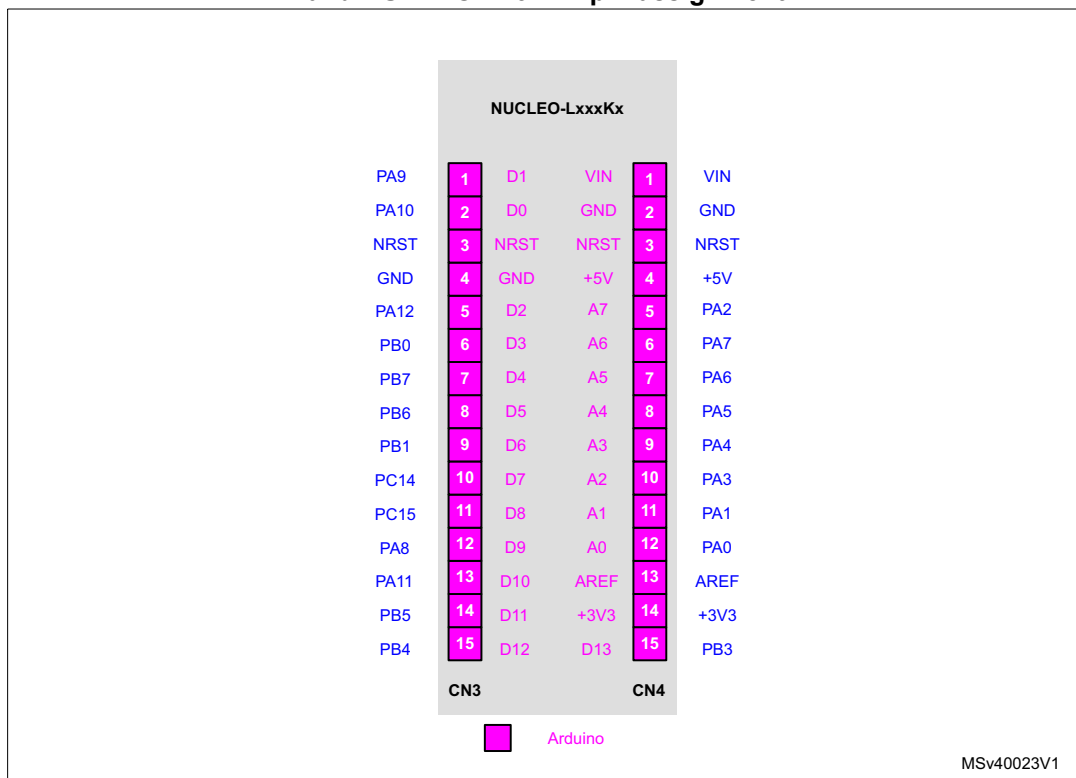 NUCLEO-LxxxKx
PA9 1 D1 VIN 1 VIN
PA10 2 D0 GND 2 GND
NRST 3 NRST NRST 3 NRST
GND 4 GND +5V 4 +5V
PA12 5 D2 A7 5 PA2
PB0 6 D3 A6 6 PA7
PB7 7 D4 A5 7 PA6
PB6 8 D5 A4 8 PA5
PB1 9 D6 A3 9 PA4
PC14 10 D7 A2 10 PA3
PC15 11 D8 A1 11 PA1
PA8 12 D9 A0 12 PA0
PA11 13 D10 AREF 13 AREF
PB5 14 D11 +3V3 14 +3V3
PB4 15 D12 D13 15 PB3
CN3 CN4
Arduino
MSv40023V1